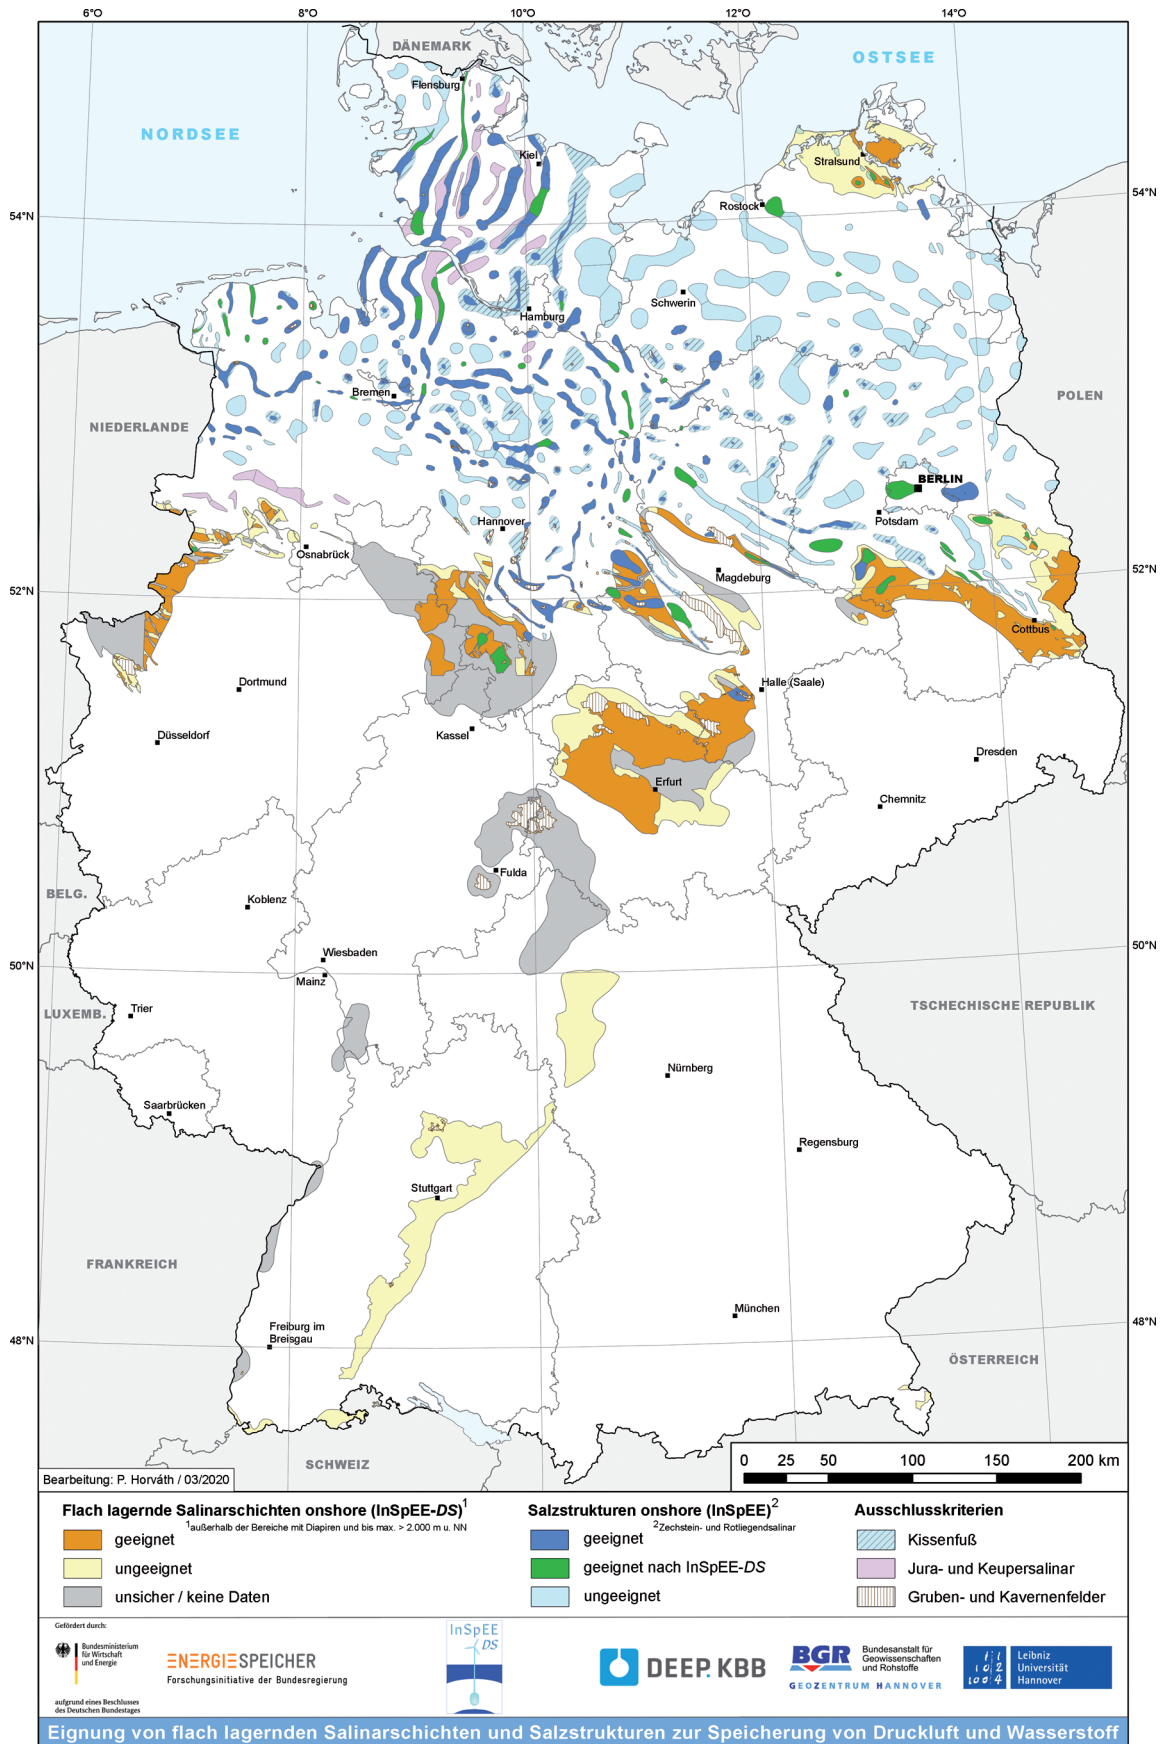 6°0'
8°0'
10°0'
12°0'
14°0'
DÄNEMARK
OSTSEE
Flensburg
NORDSEE
Kiel
Stralsund
54°N
54°N
Rostock
Schwerin
Hamburg
Bremen
POLEN
NIEDERLANDE
BERLIN
Hannover
Potsdam
Osnabrück
52°N
Magdeburg
52°N
Cottbus
Dortmund
Halle (Saale)
Düsseldorf
Kassel
Dresden
Erfurt
Chemnitz
Fulda
BELG.
Koblenz
Wiesbaden
50°N
50°N
Mainz
LUXEMB.
Trier
TSCHECHISCHE REPUBLIK
Nürnberg
Saarbrücken
Regensburg
Stuttgart
FRANKREICH
München
Freiburg im
Breisgau
48°N
48°N
ÖSTERREICH
SCHWEIZ
0 25 50 100 150 200 km
Bearbeitung: P. Horváth / 03/2020
Flach lagernde Salinarschichten onshore (InSpEE-DS)1
1außerhalb der Bereiche mit Diapiren und bis max. > 2.000 m u. NN
geeignet
ungeeignet
unsicher / keine Daten
Salzstrukturen onshore (InSpEE)2
2Zechstein- und Rotliegendsalinar
geeignet
geeignet nach InSpEE-DS
ungeeignet
Ausschlusskriterien
Kissenfuß
Jura- und Keupersalinar
Gruben- und Kavernenfelder
Gefördert durch:
Bundesministerium
für Wirtschaft
und Energie
aufgrund eines Beschlusses
des Deutschen Bundestages
ENERGIESPEICHER
Forschungsinitiative der Bundesregierung
InSpEE
DS
DEEP.KBB
BGR
Bundesanstalt für
Geowissenschaften
und Rohstoffe
GEOZENTRUM HANNOVER
Leibniz
Universität
Hannover
Eignung von flach lagernden Salinarschichten und Salzstrukturen zur Speicherung von Druckluft und Wasserstoff